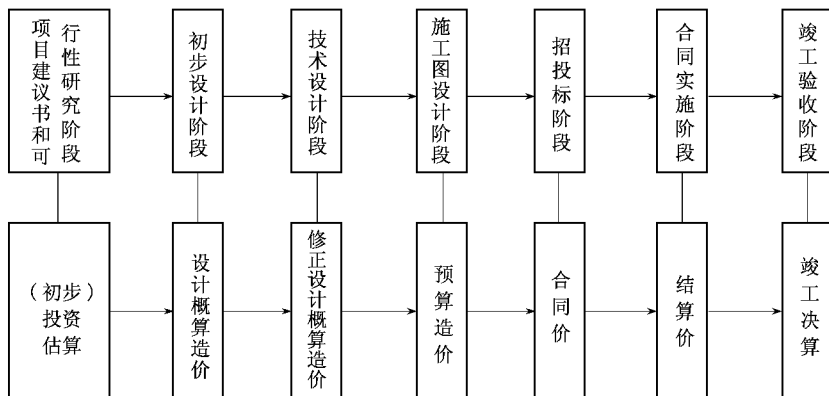 项目建议书和可
行性研究阶段
初步设计阶段
技术设计阶段
施工图设计阶段
招投标阶段
合同实施阶段
竣工验收阶段
（初步）
投资
估算
设计概算造价
修正设计概算造价
预算造价
合同价
结算价
竣工决算